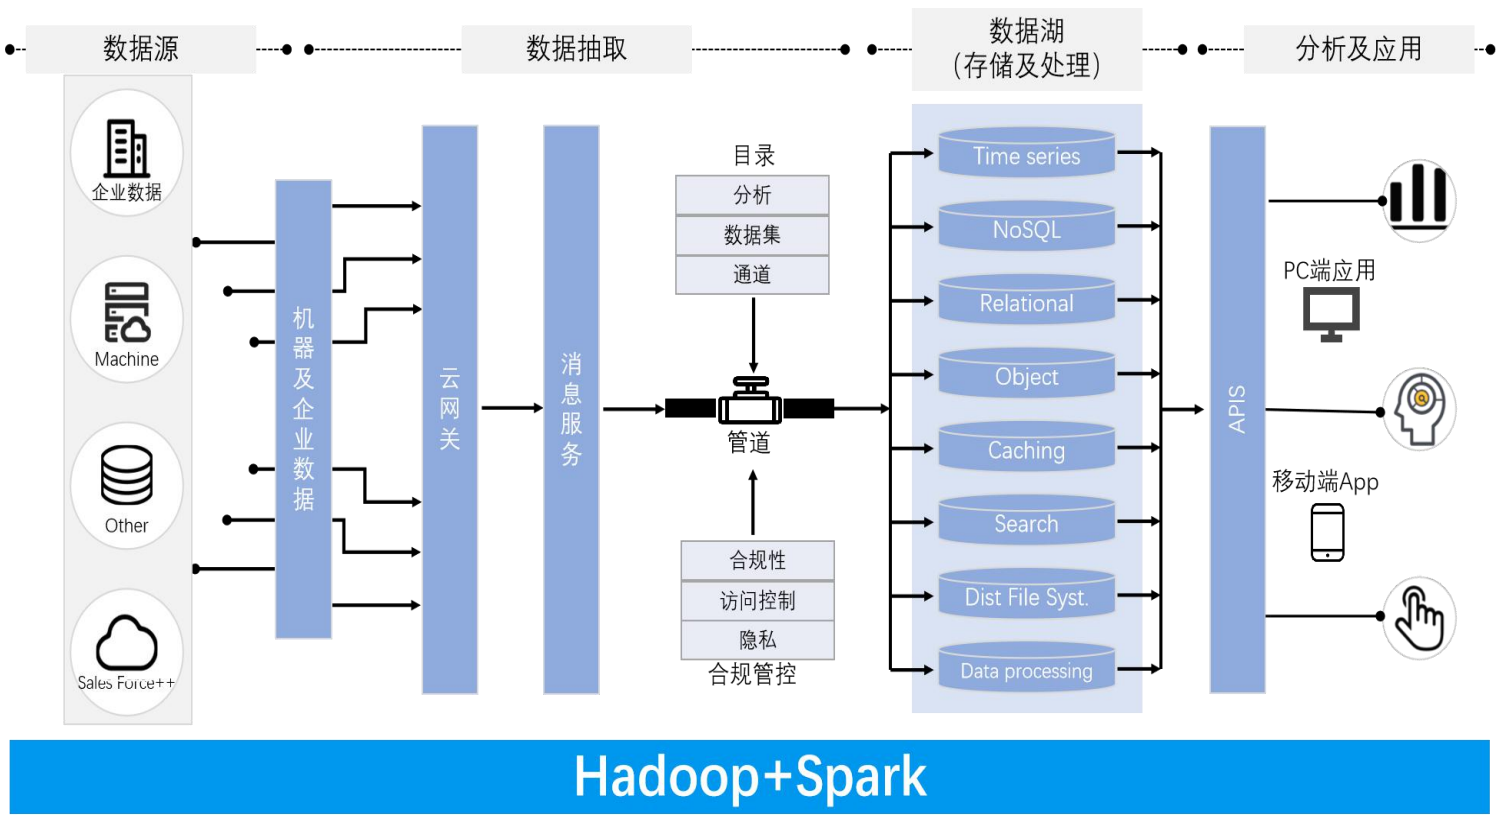 数据源
数据抽取
数据湖
(存储及处理)
分析及应用
企业数据
Machine
Other
Sales Force++
机器及企业数据
云网关
消息服务
目录
分析
数据集
通道
管道
合规性
访问控制
隐私
合规管控
Time series
NoSQL
Relational
Object
Caching
Search
Dist File Syst.
Data processing
APIS
PC端应用
移动端App
Hadoop+Spark